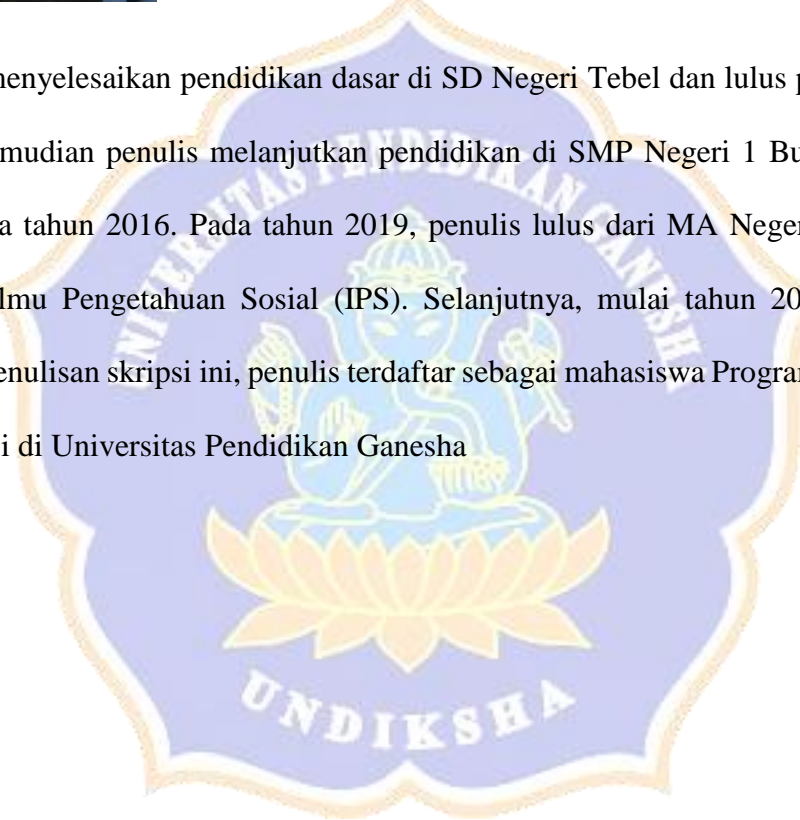 menyelesaikan pendidikan dasar di SD Negeri Tebel dan lulus
mudian penulis melanjutkan pendidikan di SMP Negeri 1 Bu
a tahun 2016. Pada tahun 2019, penulis lulus dari MA Neger
lmu Pengetahuan Sosial (IPS). Selanjutnya, mulai tahun 20
enulisan skripsi ini, penulis terdaftar sebagai mahasiswa Program
i di Universitas Pendidikan Ganesha
UNIVERSITAS PENDIDIKAN GANESHA
UNDIKSHA